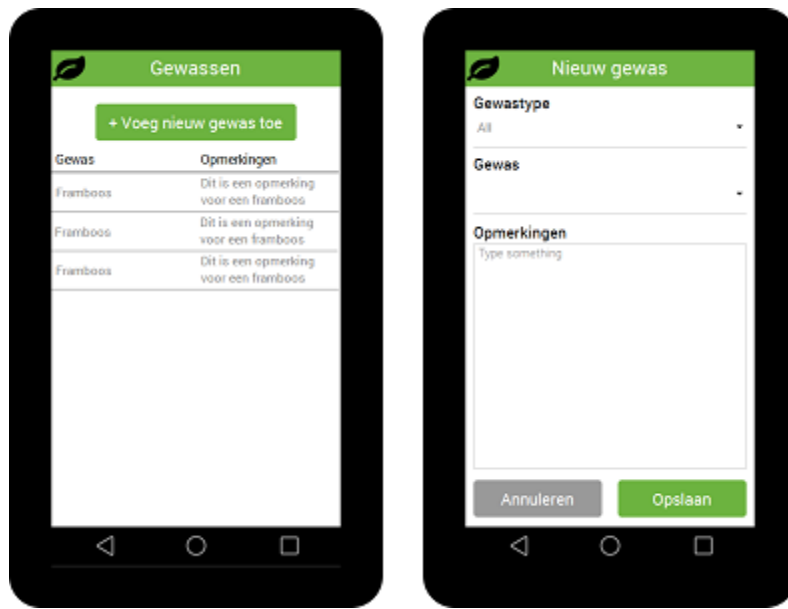 Gewassen
+ Voeg nieuw gewas toe
Gewas Opmerkingen
Framboos Dit is een opmerking
voor een framboos
Framboos Dit is een opmerking
voor een framboos
Framboos Dit is een opmerking
voor een framboos
Nieuw gewas
Gewastype
All
Gewas
Opmerkingen
Type something
Annuleren Opslaan